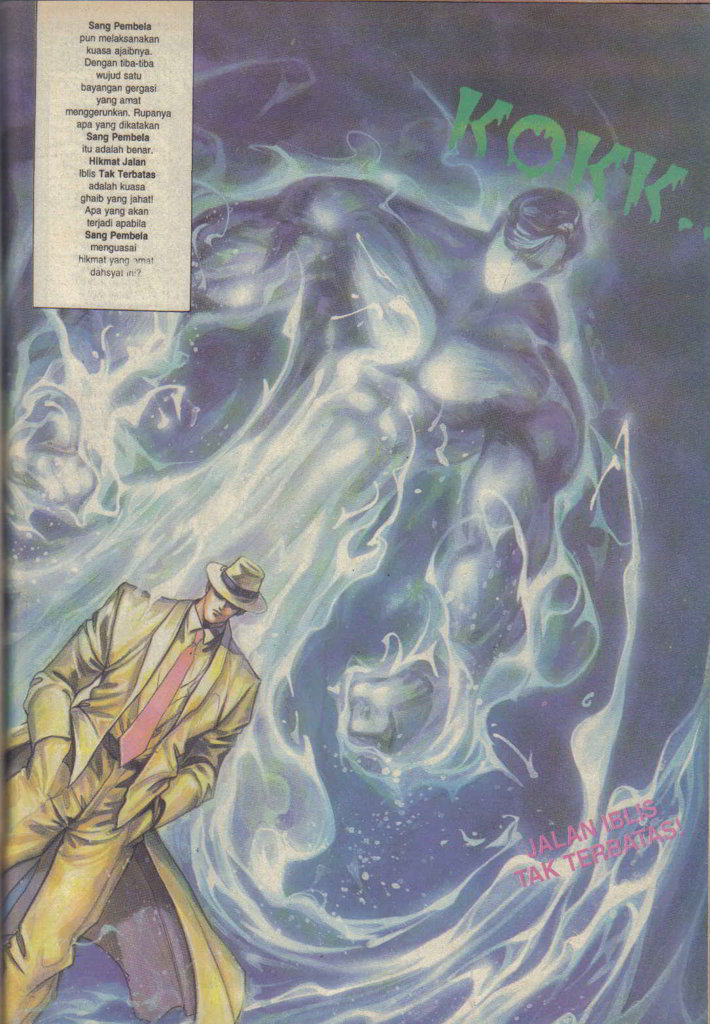 Sang Pembela
pun melaksanakan
kuasa ajaibnya.
Dengan tiba-tiba
wujud satu
bayangan gergasi
yang amat
menggerunkan. Rupanya
apa yang dikatakan
Sang Pembela
itu adalah benar.
Hikmat Jalan
Iblis Tak Terbatas
adalah kuasa
ghaib yang jahat!
Apa yang akan
terjadi apabila
Sang Pembela
menguasai
hikmat yang amat
dahsyat ini?
KOKK..
JALAN IBLIS
TAK TERBATAS!